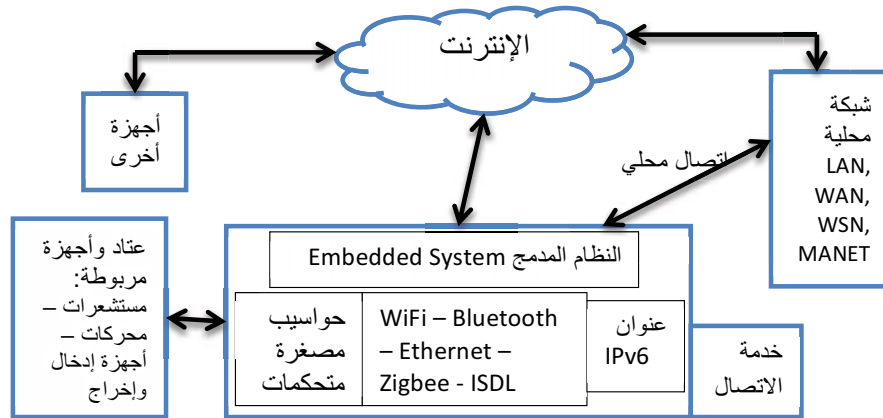 الإنترنت
أجهزة
أخرى
شبكة
محلية
LAN,
WAN,
WSN,
MANET
اتصال محلي
النظام المدمج Embedded System
عتاد وأجهزة
مربوطة:
مستشعرات –
محركات –
أجهزة إدخال
وإخراج
حواسيب
مصغرة
متحكمات
WiFi – Bluetooth
– Ethernet –
Zigbee - ISDL
عنوان
IPv6
خدمة
الاتصال